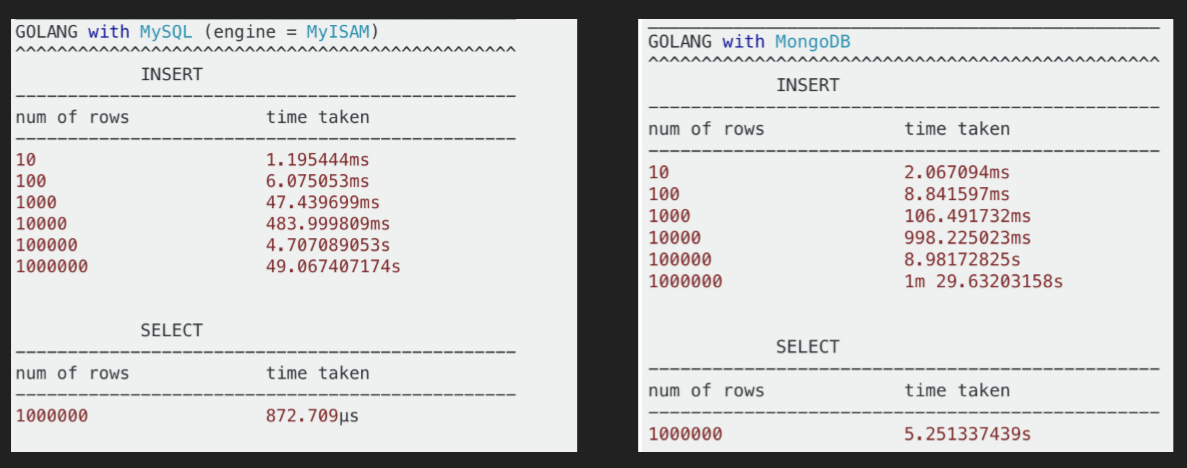 GOLANG with MySQL (engine = MyISAM)
^^^^^^^^^^^^^^^^^^^^^^^^^^^^^^^^^^^^^^^^^^^^^^^^
INSERT
------------------------------------------------
num of rows time taken
------------------------------------------------
10 1.195444ms
100 6.075053ms
1000 47.439699ms
10000 483.999809ms
100000 4.707089053s
1000000 49.067407174s
SELECT
------------------------------------------------
num of rows time taken
------------------------------------------------
1000000 872.709µs
GOLANG with MongoDB
^^^^^^^^^^^^^^^^^^^^^^^^^^^^^^^^^^^^^^^^^^^^^^^^
INSERT
------------------------------------------------
num of rows time taken
------------------------------------------------
10 2.067094ms
100 8.841597ms
1000 106.491732ms
10000 998.225023ms
100000 8.98172825s
1000000 1m 29.63203158s
SELECT
------------------------------------------------
num of rows time taken
------------------------------------------------
1000000 5.251337439s